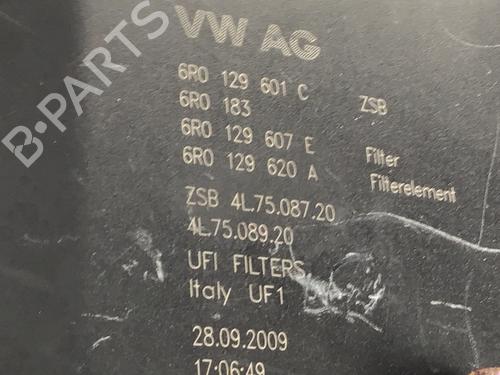 VW AG
6R0 129 601 C ZSB
6R0 183
6R0 129 607 E Filter
6R0 129 620 A Filterelement
ZSB 4L.75.087.20
4L.75.089.20
UFI FILTERS
Italy UF1
28.09.2009
17:06:49
B-PARTS